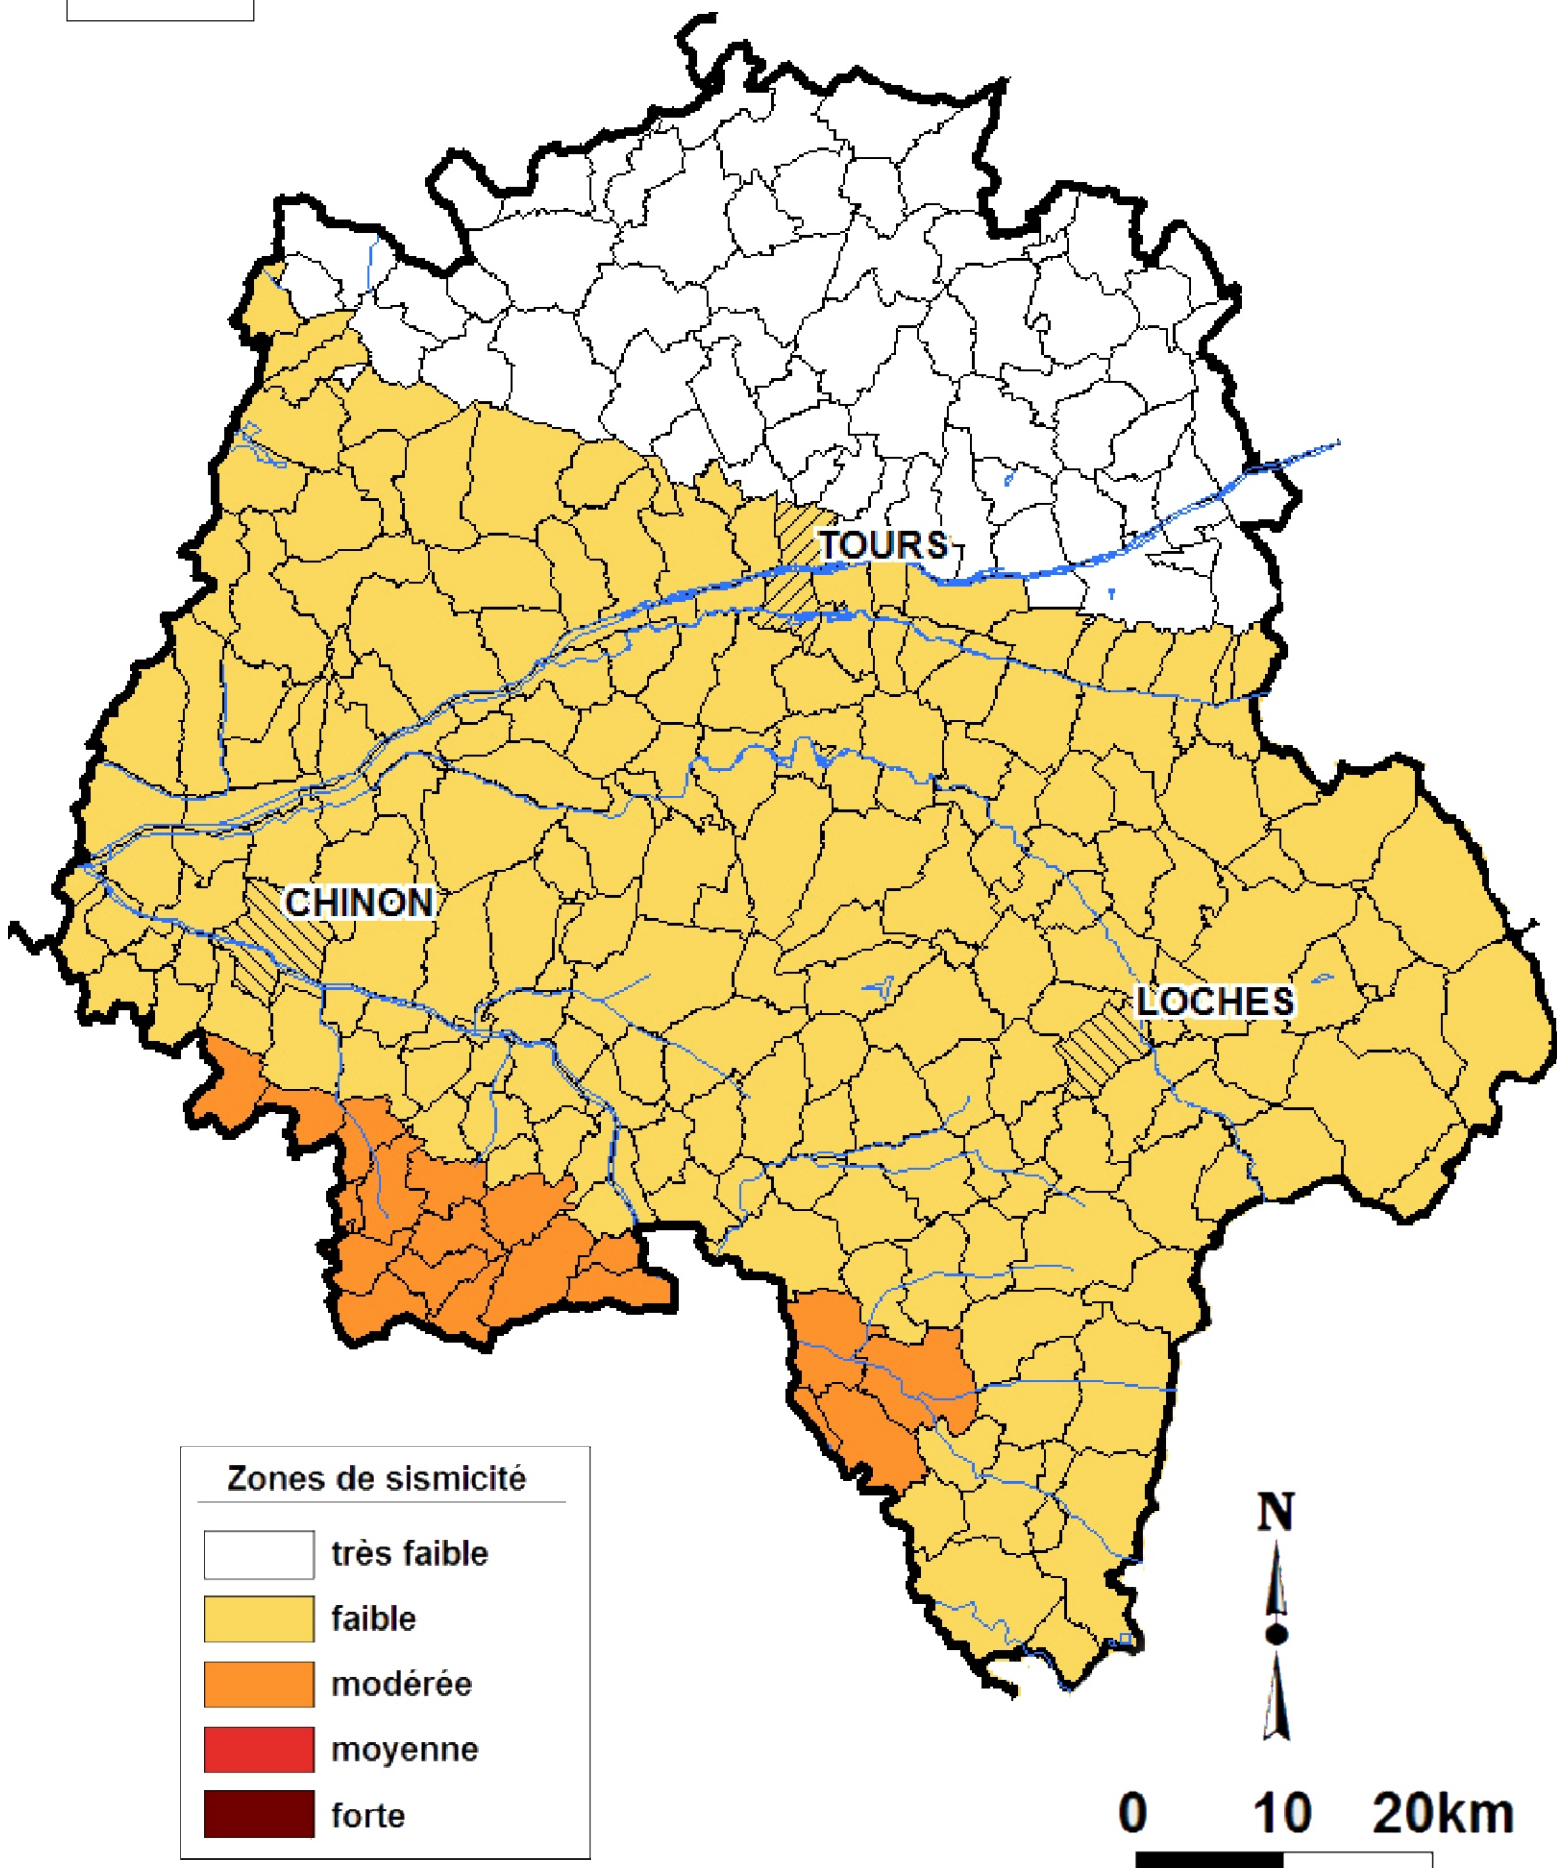 TOURS
CHINON
LOCHES
Zones de sismicité
très faible
faible
modérée
moyenne
forte
N
0 10 20km